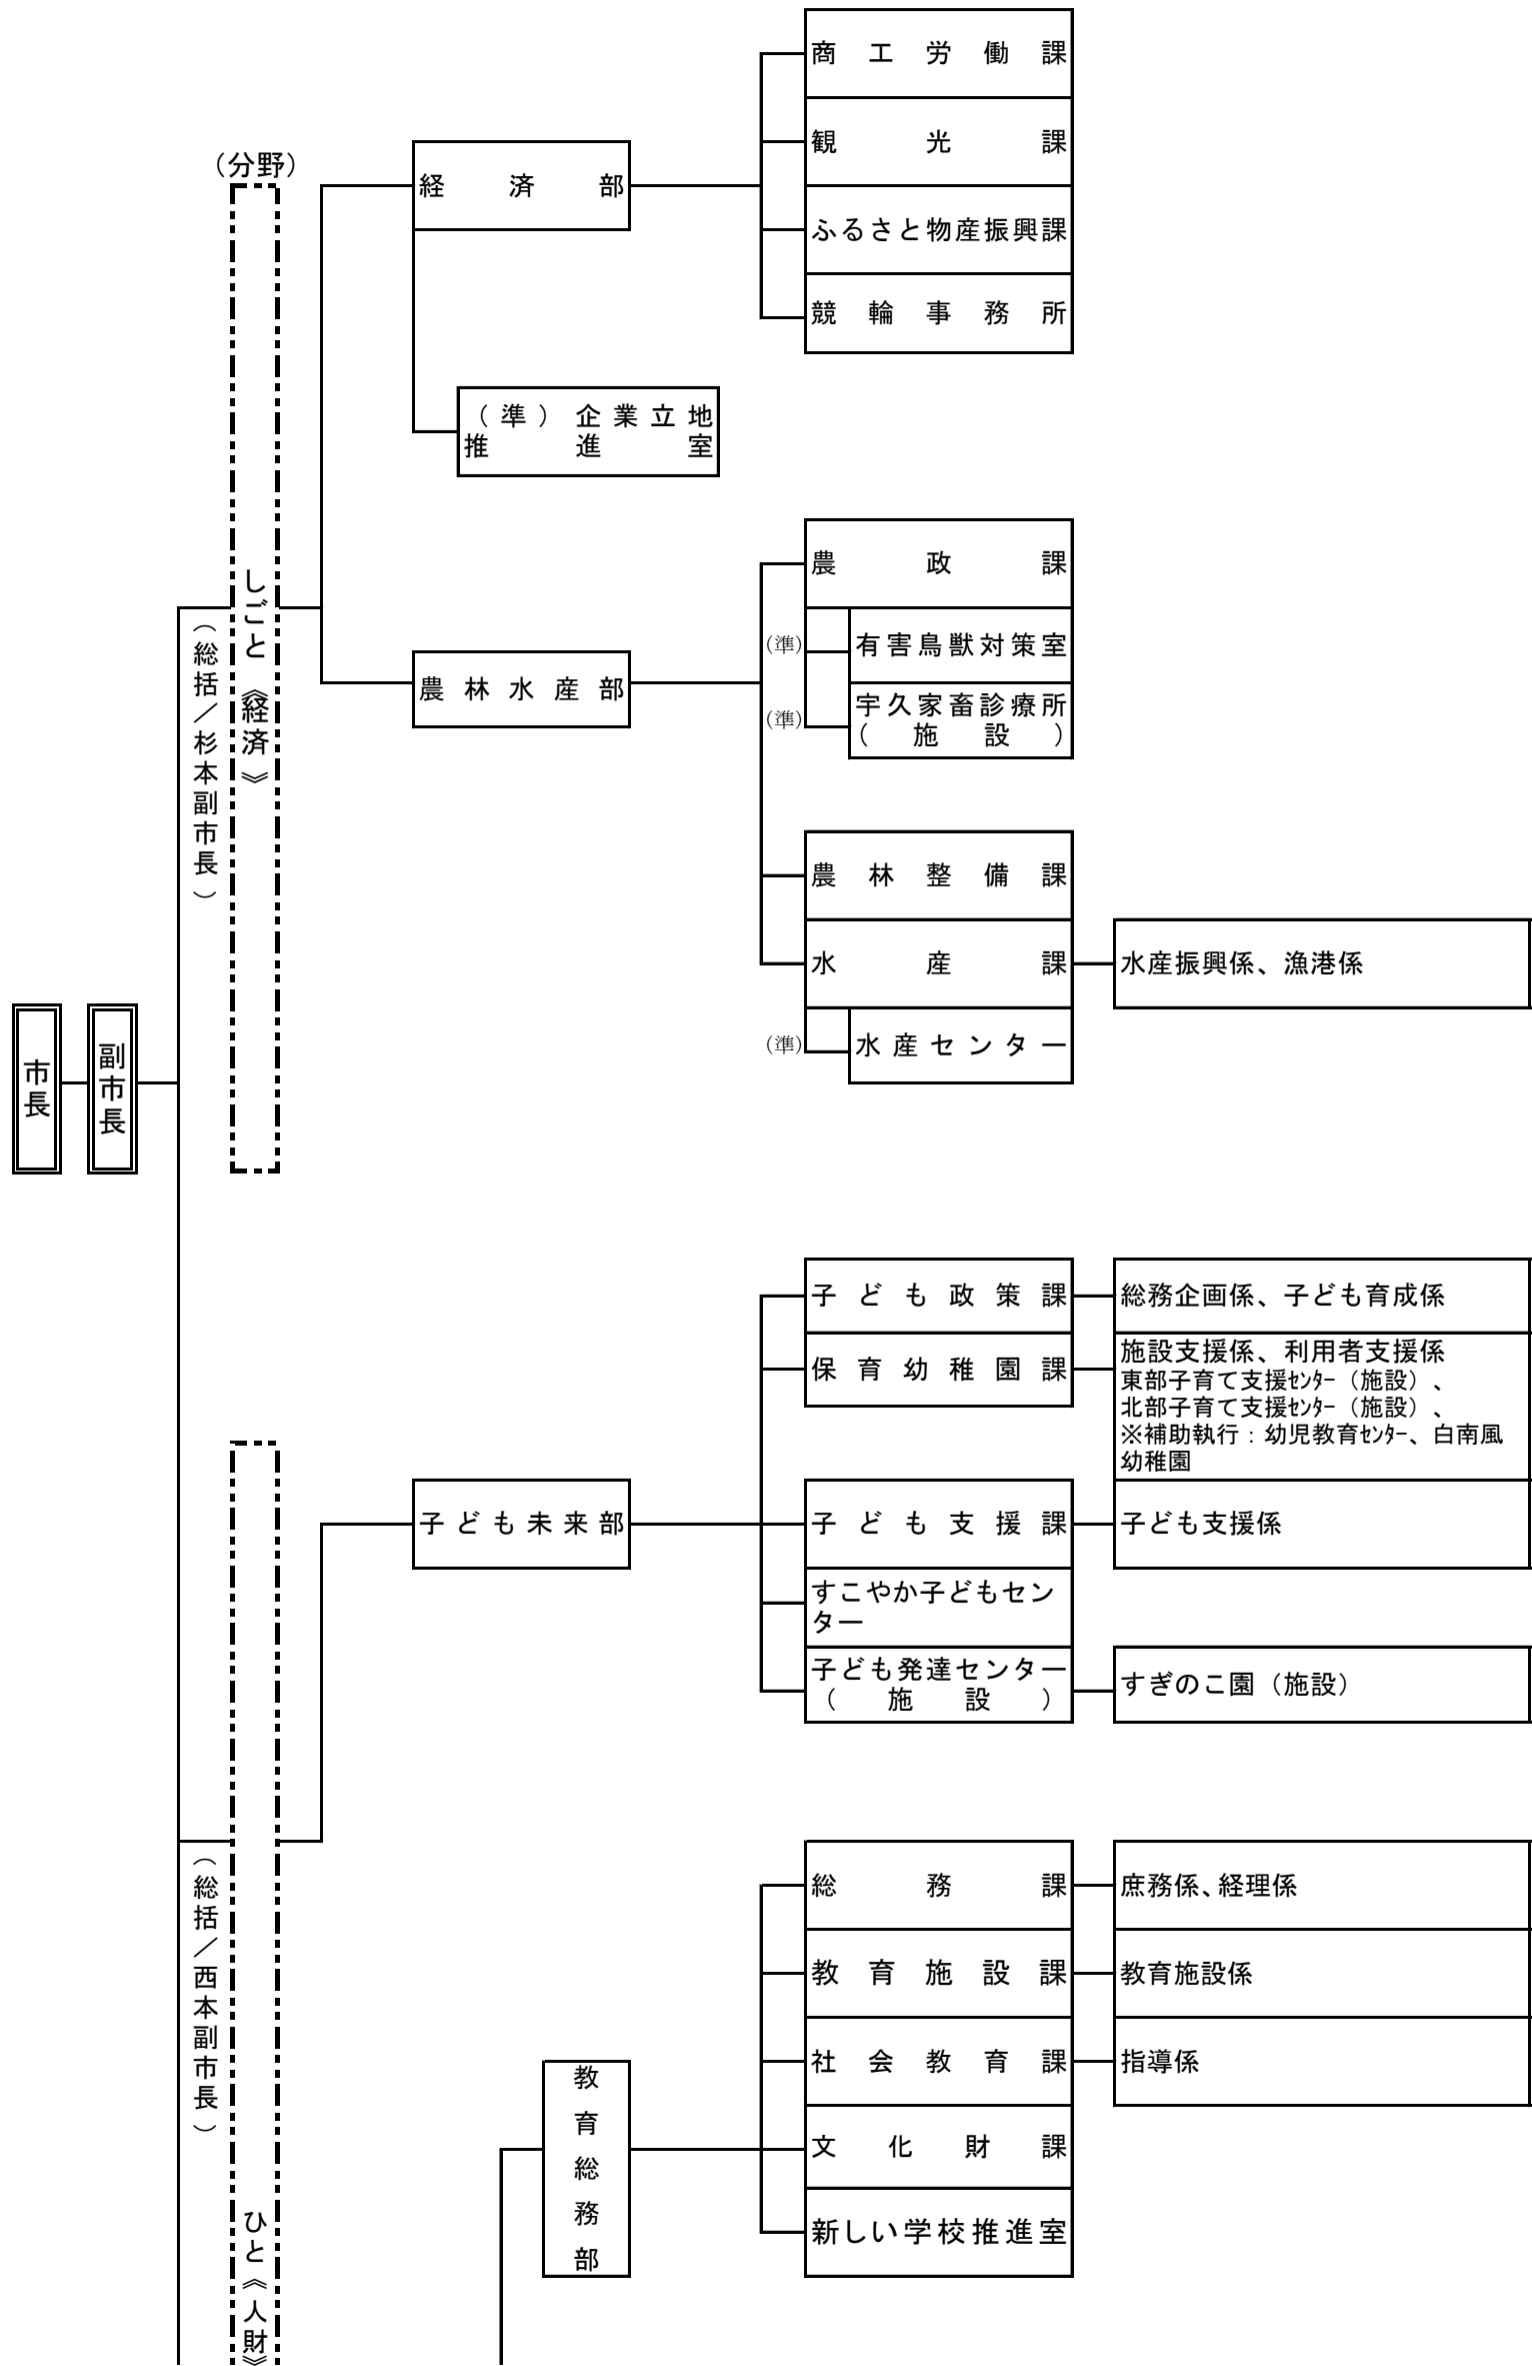 市長
副市長
（分野）
（総括／杉本副市長）
しごと《経済》
経済部
商工労働課
観光課
ふるさと物産振興課
競輪事務所
（準）企業立地
推進室
農林水産部
農政課
（準）
有害鳥獣対策室
（準）
宇久家畜診療所
（施設）
農林整備課
水産課
水産振興係、漁港係
（準）
水産センター
（総括／西本副市長）
ひと《人財》
子ども未来部
子ども政策課
総務企画係、子ども育成係
保育幼稚園課
施設支援係、利用者支援係
東部子育て支援ｾﾝﾀｰ（施設）、
北部子育て支援ｾﾝﾀｰ（施設）、
※補助執行：幼児教育ｾﾝﾀｰ、白南風
幼稚園
子ども支援課
子ども支援係
すこやか子どもセン
ター
子ども発達センター
（施設）
すぎのこ園（施設）
教育総務部
総務課
庶務係、経理係
教育施設課
教育施設係
社会教育課
指導係
文化財課
新しい学校推進室